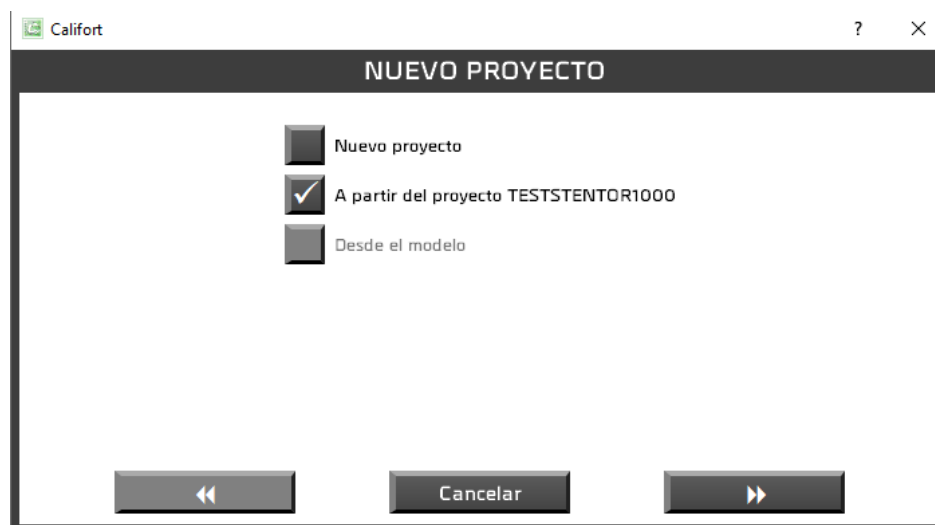 Califort
?
NUEVO PROYECTO
Nuevo proyecto
A partir del proyecto TESTSTENTOR1000
Desde el modelo
Cancelar